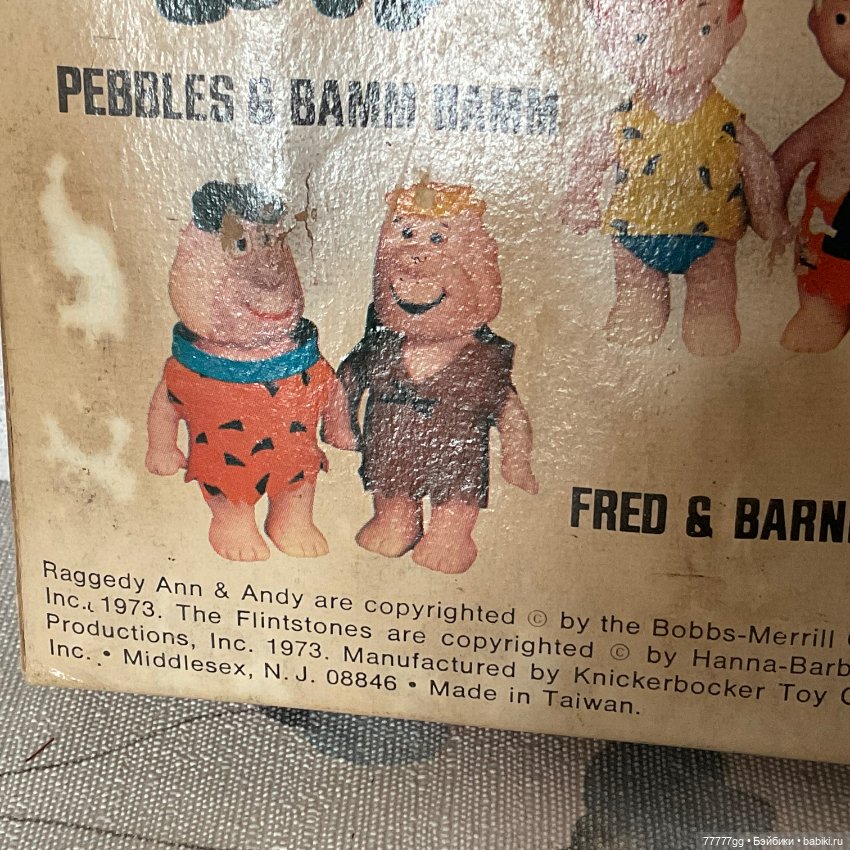 PEBBLES & BAMM BAMM
FRED & BARN
Raggedy Ann & Andy are copyrighted © by the Bobbs-Merrill
Inc., 1973. The Flintstones are copyrighted © by Hanna-Barb
Productions, Inc. 1973. Manufactured by Knickerbocker Toy C
Inc. • Middlesex, N.J. 08846 • Made in Taiwan.
77777gg • Бэйбики • babiki.ru